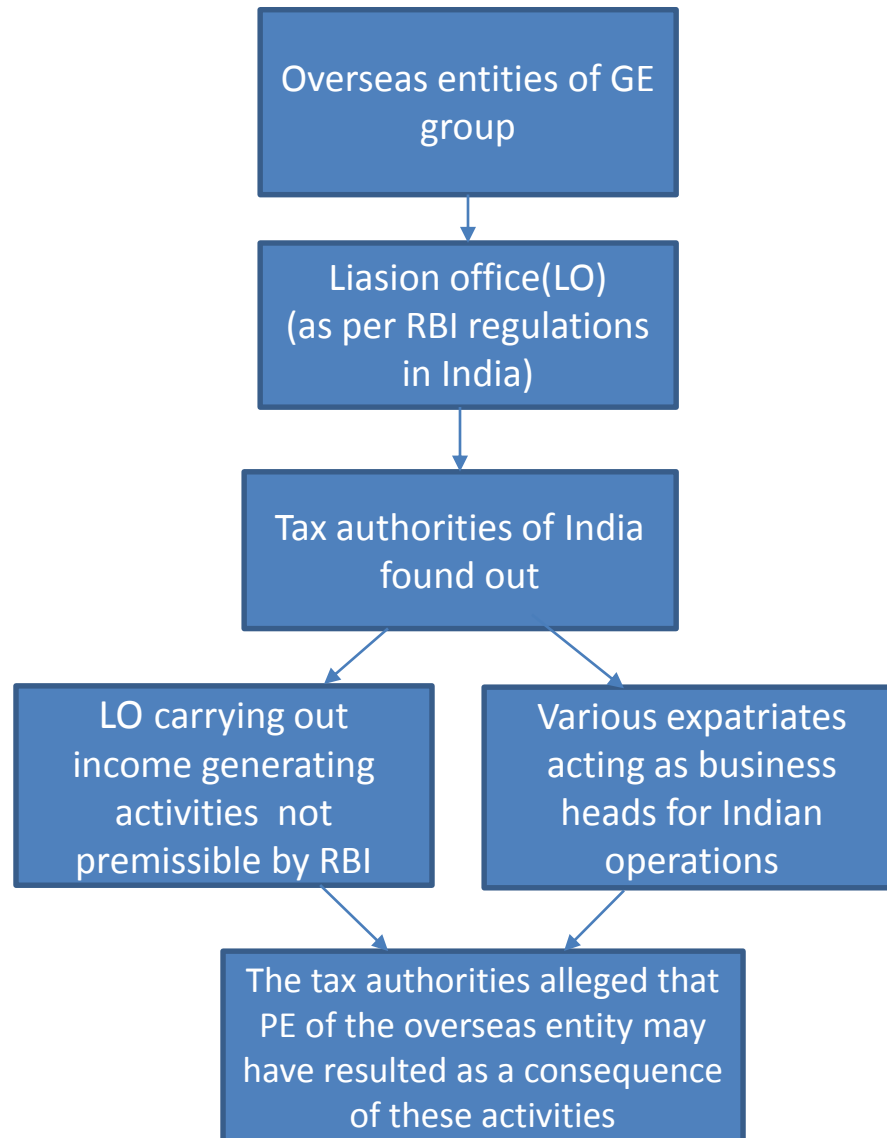 Overseas entities of GE
group
Liasion office(LO)
(as per RBI regulations
in India)
Tax authorities of India
found out
LO carrying out
income generating
activities  not
premissible by RBI
Various expatriates
acting as business
heads for Indian
operations
The tax authorities alleged that
PE of the overseas entity may
have resulted as a consequence
of these activities